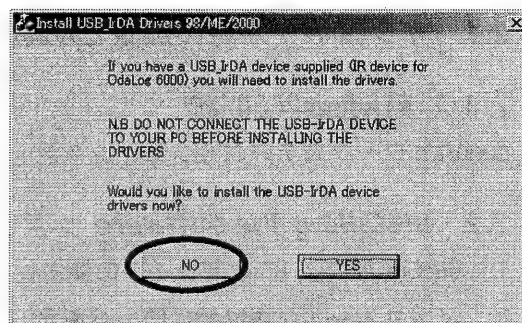 Install USB_IrDA Drivers 98/ME/2000
If you have a USB_IrDA device supplied (IR device for
OdaLog 6000) you will need to install the drivers.
N.B DO NOT CONNECT THE USB-IrDA DEVICE
TO YOUR PC BEFORE INSTALLING THE
DRIVERS
Would you like to install the USB-IrDA device
drivers now?
NO YES